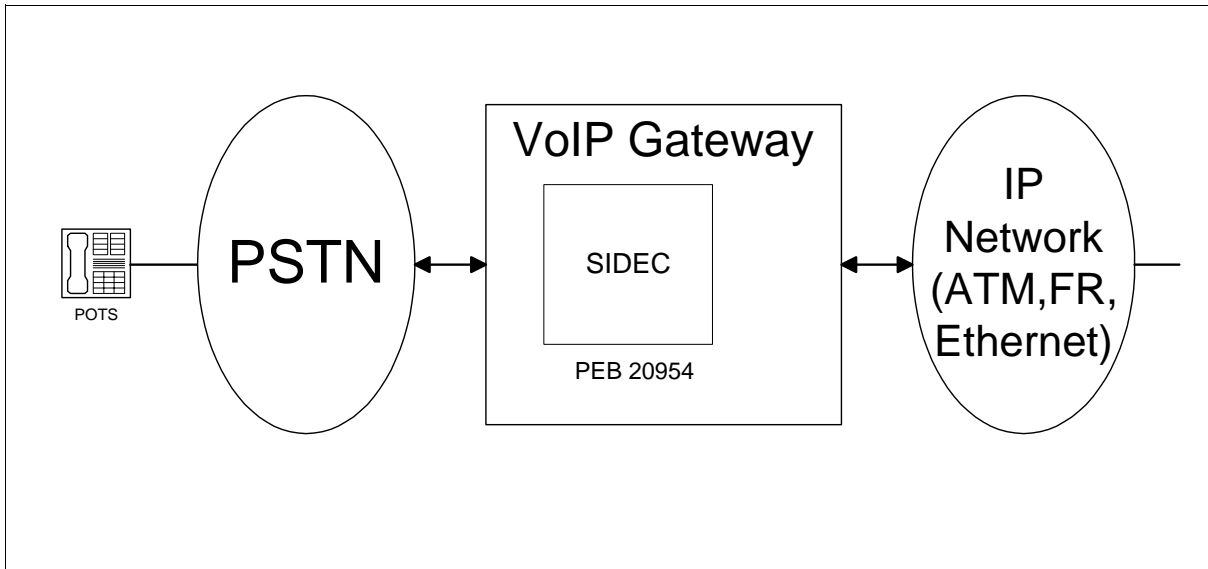 POTS
PSTN
VoIP Gateway
SIDEC
PEB 20954
IP
Network
(ATM,FR,
Ethernet)